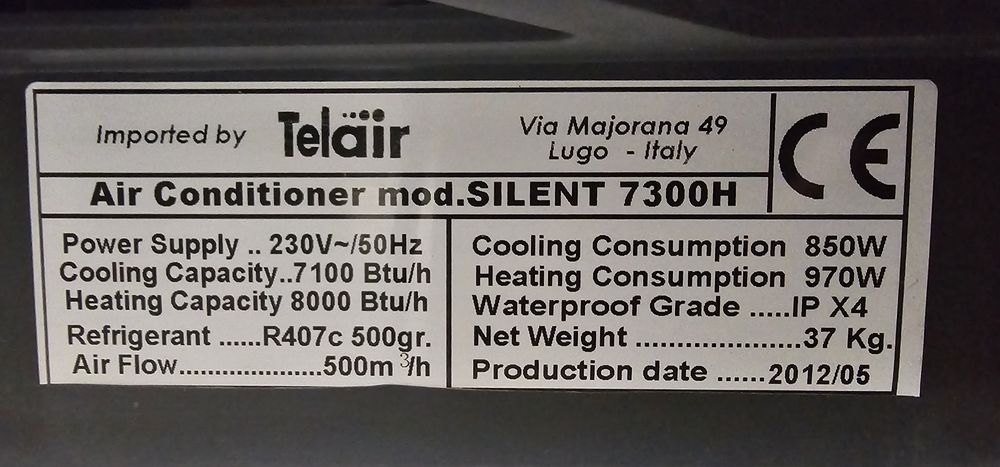 Imported by Telair Via Majorana 49
Lugo - Italy
CE
Air Conditioner mod.SILENT 7300H
Power Supply .. 230V~/50Hz
Cooling Capacity..7100 Btu/h
Heating Capacity 8000 Btu/h
Refrigerant ......R407c 500gr.
Air Flow.....................500m³/h
Cooling Consumption 850W
Heating Consumption 970W
Waterproof Grade .....IP X4
Net Weight .....................37 Kg.
Production date ......2012/05